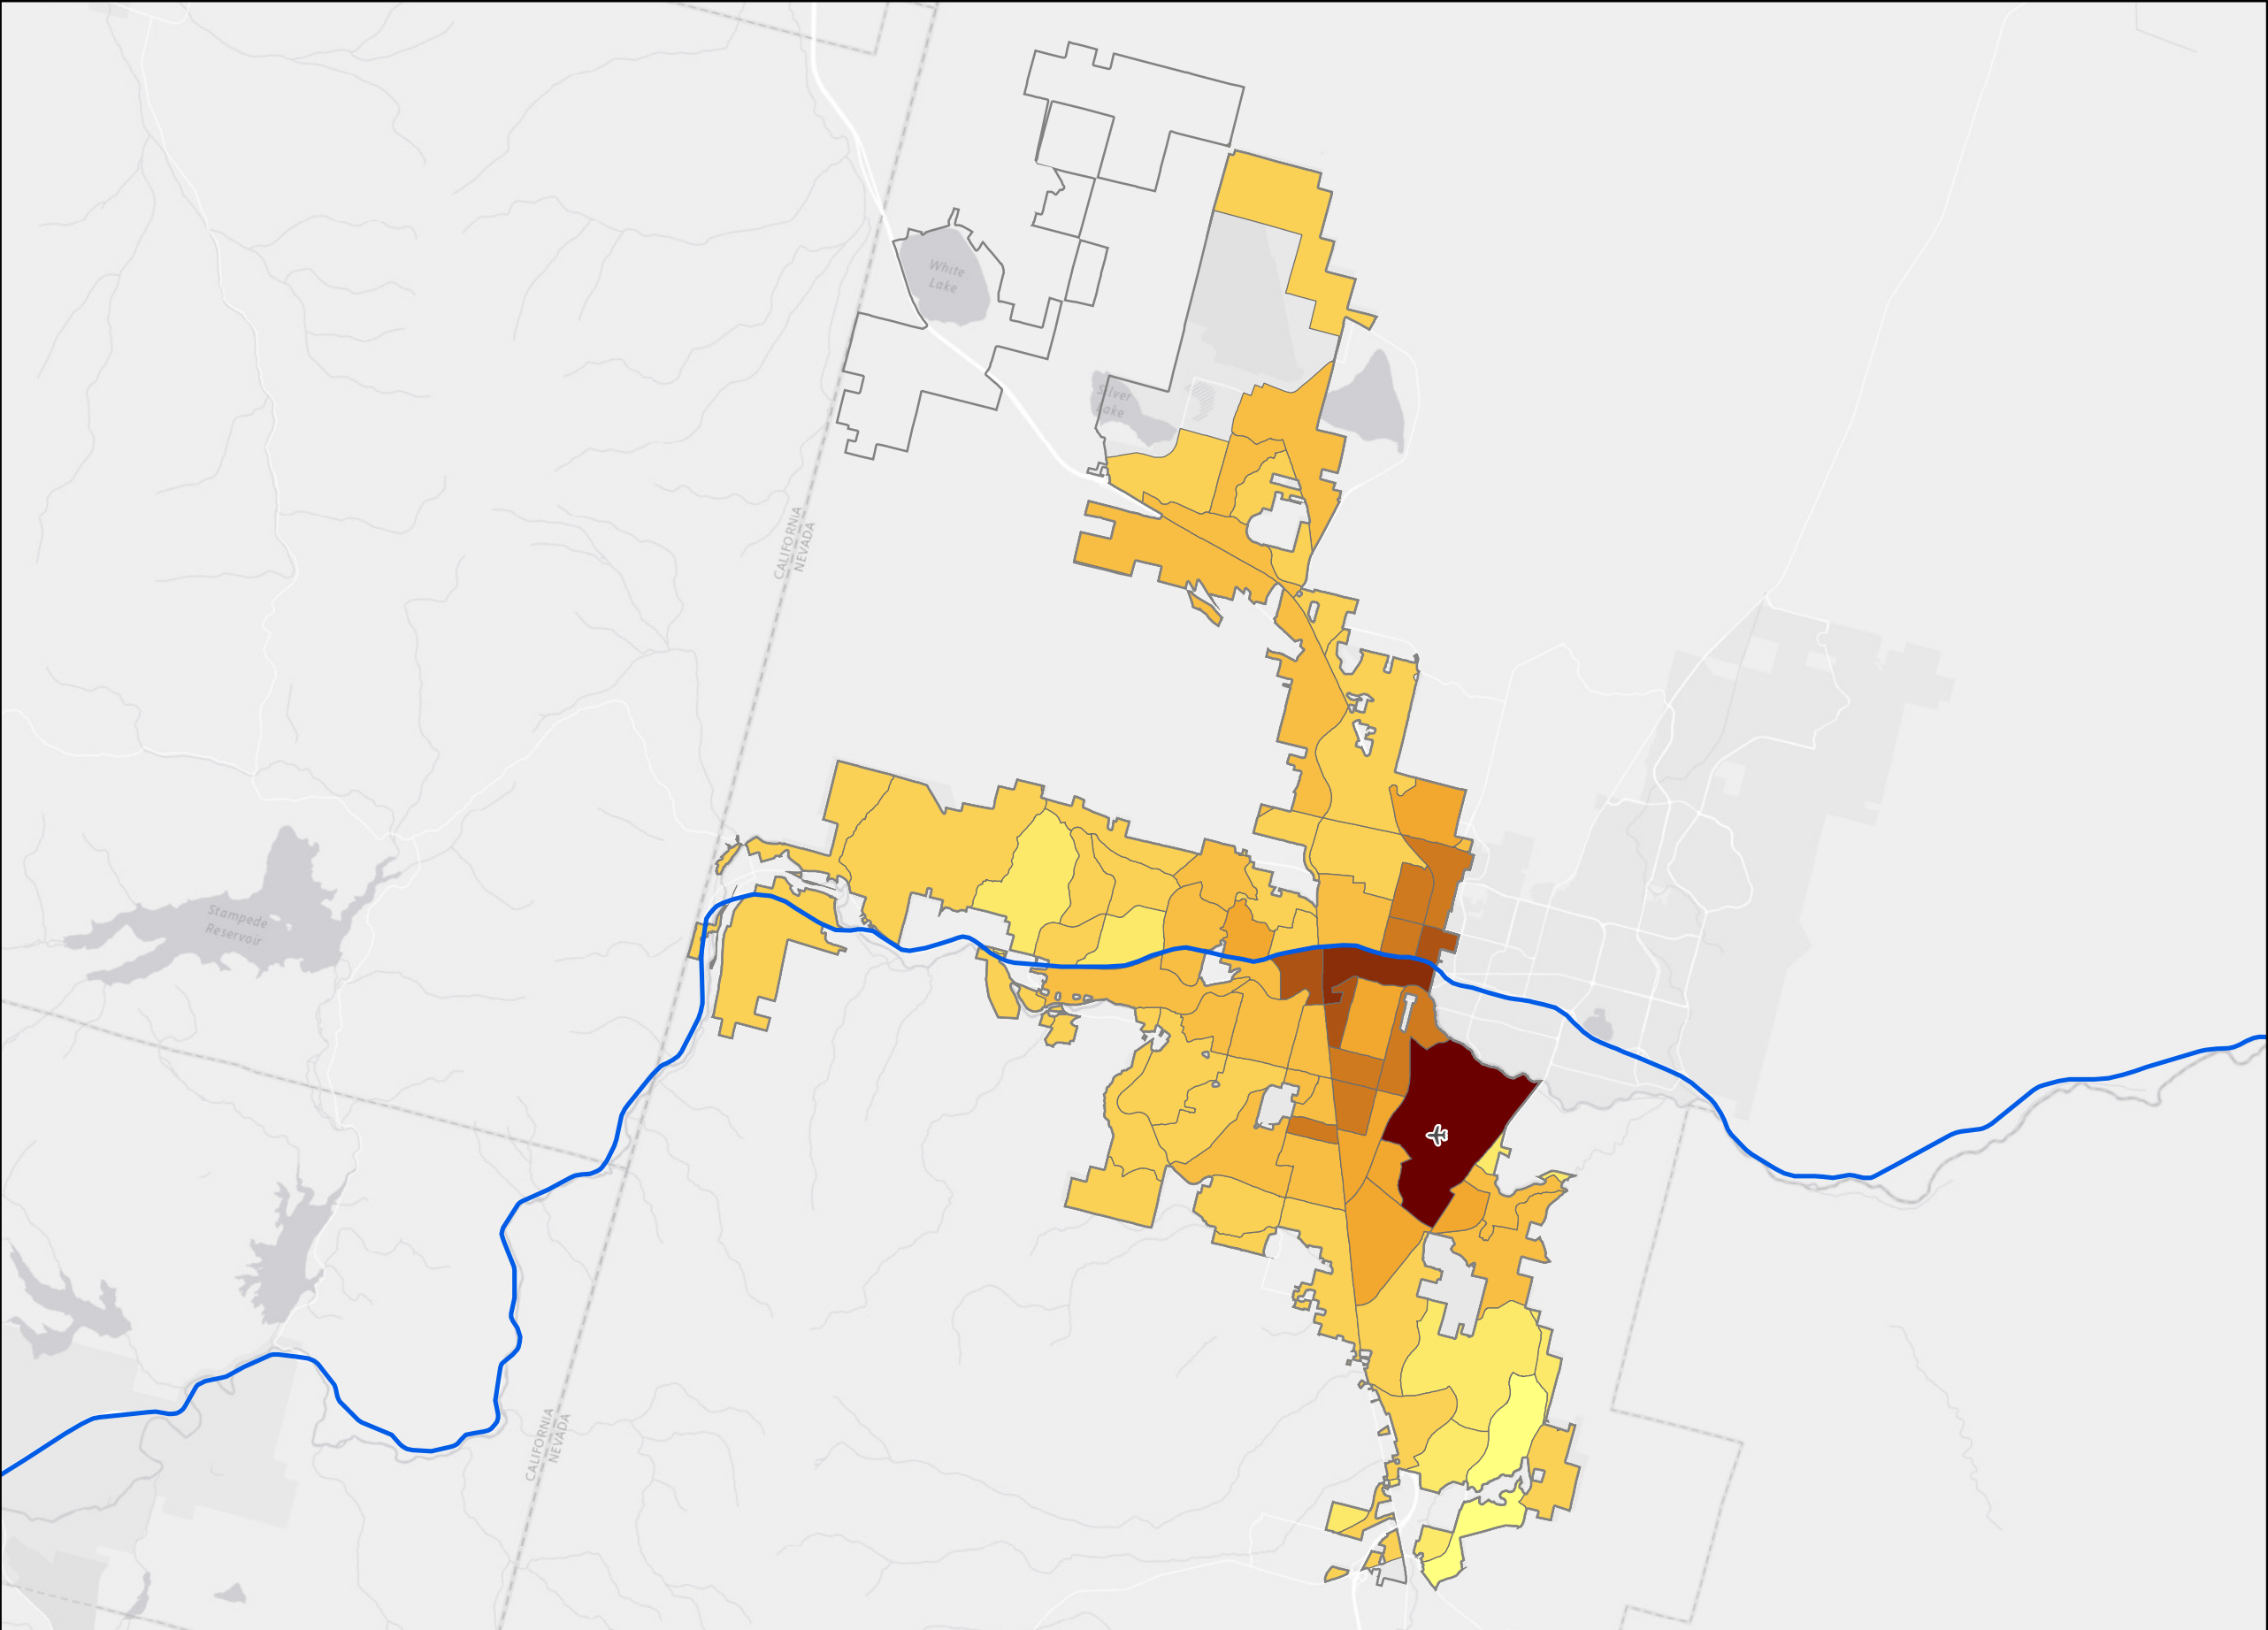 White
Lake
Silver
Lake
CALIFORNIA
NEVADA
Stampede
Reservoir
CALIFORNIA
NEVADA